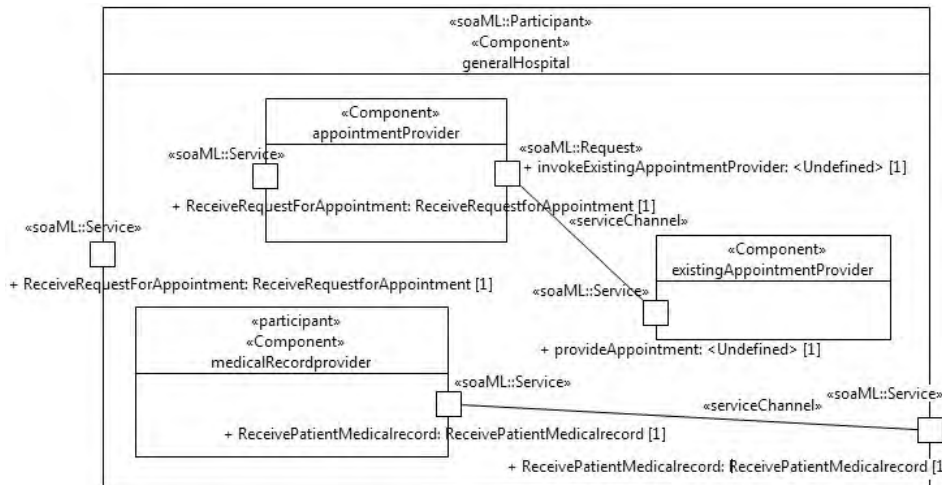 «soaML::Participant»
«Component»
generalHospital
«Component»
appointmentProvider
«soaML::Service»
«soaML::Request»
+ invokeExistingAppointmentProvider: <Undefined> [1]
+ ReceiveRequestForAppointment: ReceiveRequestforAppointment [1]
«serviceChannel»
«soaML::Service»
+ ReceiveRequestForAppointment: ReceiveRequestforAppointment [1]
«Component»
existingAppointmentProvider
«soaML::Service»
+ provideAppointment: <Undefined> [1]
«participant»
«Component»
medicalRecordprovider
«soaML::Service»
+ ReceivePatientMedicalrecord: ReceivePatientMedicalrecord [1]
«serviceChannel»
«soaML::Service»
+ ReceivePatientMedicalrecord: ReceivePatientMedicalrecord [1